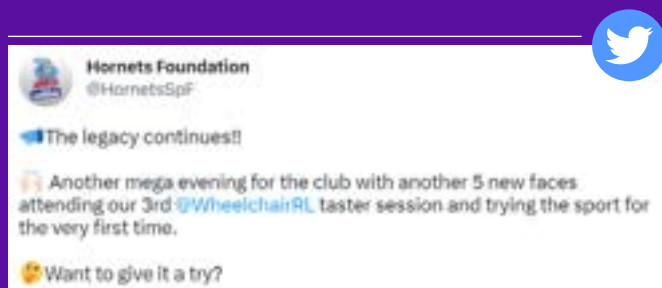 Hornets Foundation
@HornetsSpF
📣The legacy continues!!
🙌 Another mega evening for the club with another 5 new faces
attending our 3rd @WheelchairRL taster session and trying the sport for
the very first time.
🤔Want to give it a try?